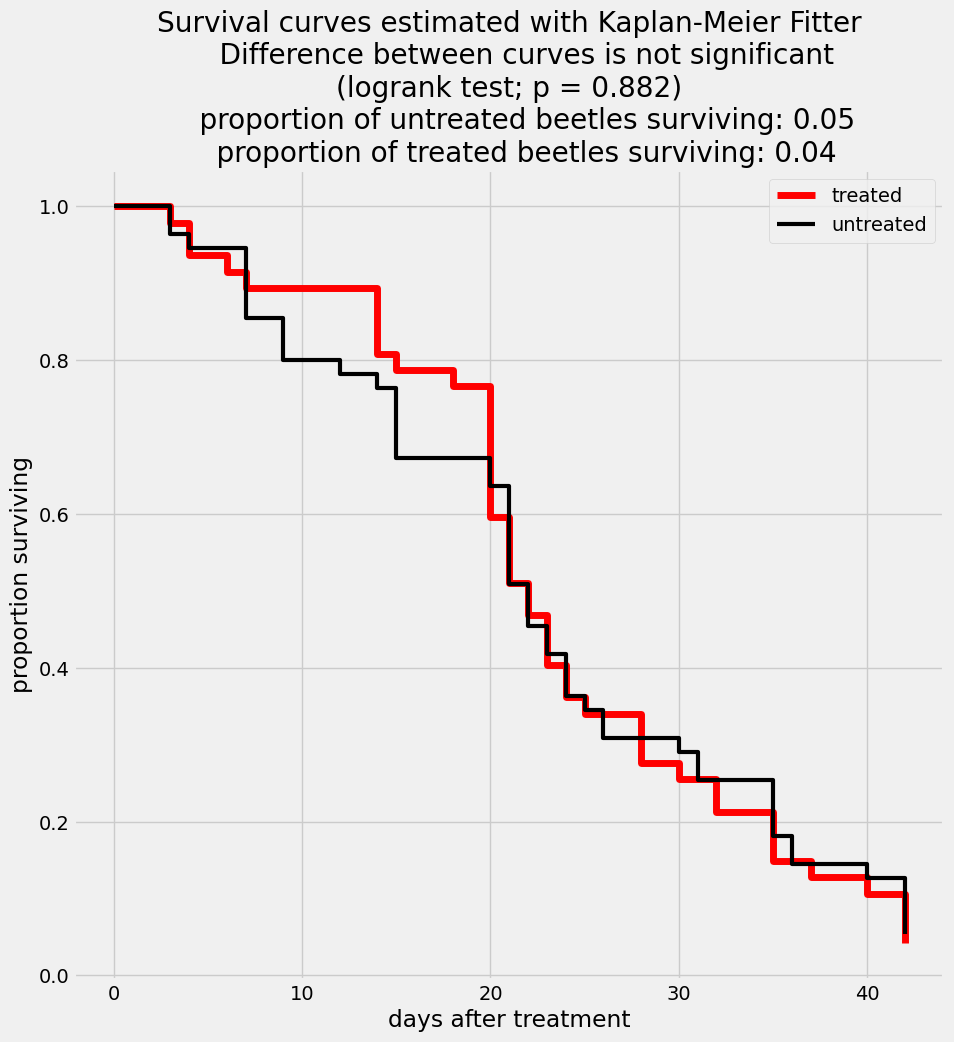 Survival curves estimated with Kaplan-Meier Fitter
Difference between curves is not significant
(logrank test; p = 0.882)
proportion of untreated beetles surviving: 0.05
proportion of treated beetles surviving: 0.04
treated
untreated
1.0
0.8
0.6
0.4
0.2
0.0
proportion surviving
0 10 20 30 40
days after treatment